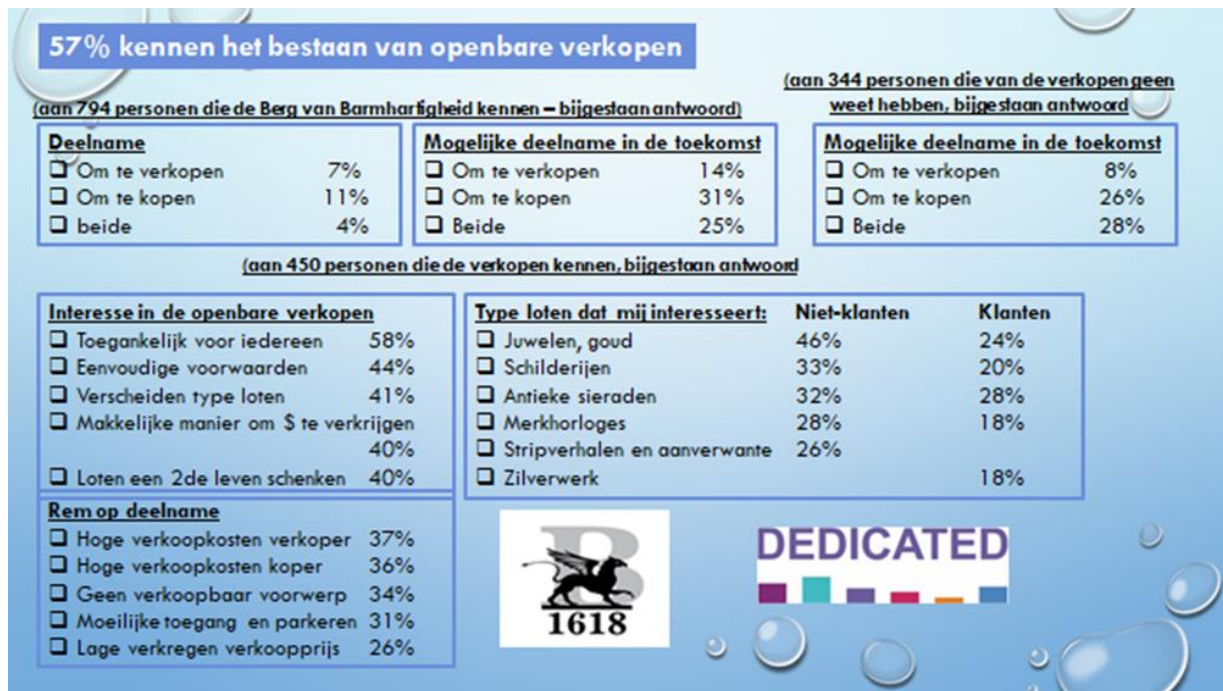 57% kennen het bestaan van openbare verkopen
(aan 794 personen die de Berg van Barmhartigheid kennen – bijgestaan antwoord)
(aan 344 personen die van de verkopen geen
weet hebben, bijgestaan antwoord
Deelname
❑ Om te verkopen 7%
❑ Om te kopen 11%
❑ beide 4%
Mogelijke deelname in de toekomst
❑ Om te verkopen 14%
❑ Om te kopen 31%
❑ Beide 25%
Mogelijke deelname in de toekomst
❑ Om te verkopen 8%
❑ Om te kopen 26%
❑ Beide 28%
(aan 450 personen die de verkopen kennen, bijgestaan antwoord
Interesse in de openbare verkopen
❑ Toegankelijk voor iedereen 58%
❑ Eenvoudige voorwaarden 44%
❑ Verscheiden type loten 41%
❑ Makkelijke manier om $ te verkrijgen
40%
❑ Loten een 2de leven schenken 40%
Type loten dat mij interesseert: Niet-klanten Klanten
❑ Juwelen, goud 46% 24%
❑ Schilderijen 33% 20%
❑ Antieke sieraden 32% 28%
❑ Merkhorloges 28% 18%
❑ Stripverhalen en aanverwante 26%
❑ Zilverwerk 18%
Rem op deelname
❑ Hoge verkoopkosten verkoper 37%
❑ Hoge verkoopkosten koper 36%
❑ Geen verkoopbaar voorwerp 34%
❑ Moeilijke toegang en parkeren 31%
❑ Lage verkregen verkoopprijs 26%
B
1618
DEDICATED